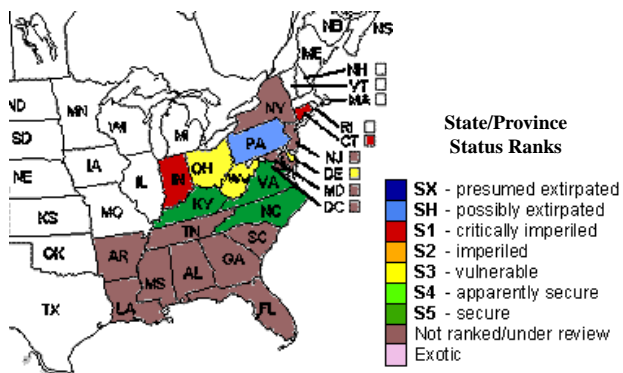 NB
NS
ME
NH
VT
MA
ND
MN
SD
WI
MI
NY
RI
CT
IA
NE
PA
NJ
IL
IN
OH
DE
WV
VA
MD
KS
MO
KY
DC
NC
TN
OK
AR
SC
MS
AL
GA
TX
LA
FL
State/Province
Status Ranks
SX - presumed extirpated
SH - possibly extirpated
S1 - critically imperiled
S2 - imperiled
S3 - vulnerable
S4 - apparently secure
S5 - secure
Not ranked/under review
Exotic